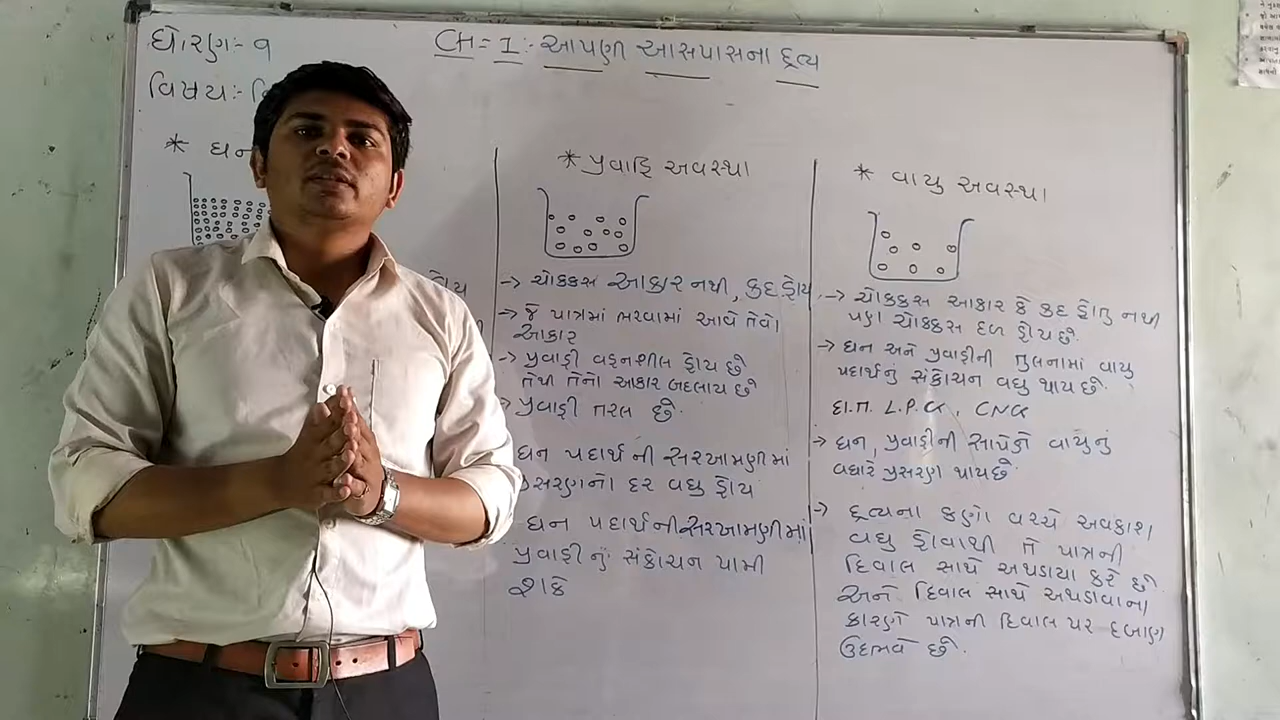 ધોરણ:- ૧
CH = 1 :- આપણી આસપાસના દ્રવ્ય
વિષય:- વિ
* ઘન
* પ્રવાહિ અવસ્થા
-> ચોક્કસ આકાર નથી, કદ હોય
-> જે પાત્રમાં ભરવામાં આવે તેવો
આકાર
-> પ્રવાહી વહનશીલ હોય છે
તેથી તેનો આકાર બદલાય છે
પ્રવાહી તરલ છે.
ઘન પદાર્થ ની સરખામણી માં
સરણનો દર વધુ હોય
ઘન પદાર્થની સરખામણી માં
પ્રવાહી નું સંકોચન પામી
શકે
* વાયુ અવસ્થા
-> ચોક્કસ આકાર કે કદ હોતુ નથી
પણ ચોક્કસ દળ હોય છે.
-> ઘન અને પ્રવાહીની તુલનામાં વાયુ
પદાર્થનું સંકોચન વધુ થાય છે.
દા.ત. L.P.G, CNG
-> ઘન, પ્રવાહીની સાપેક્ષે વાયુનું
વધારે પ્રસરણ થાય છે.
-> દ્રવ્યના કણો વચ્ચે અવકાશ
વધુ હોવાથી તે પાત્રની
દિવાલ સાથે અથડાયા કરે છે.
અને દિવાલ સાથે અથડાવાના
કારણે પાત્રની દિવાલ પર દબાણ
ઉદભવે છે.